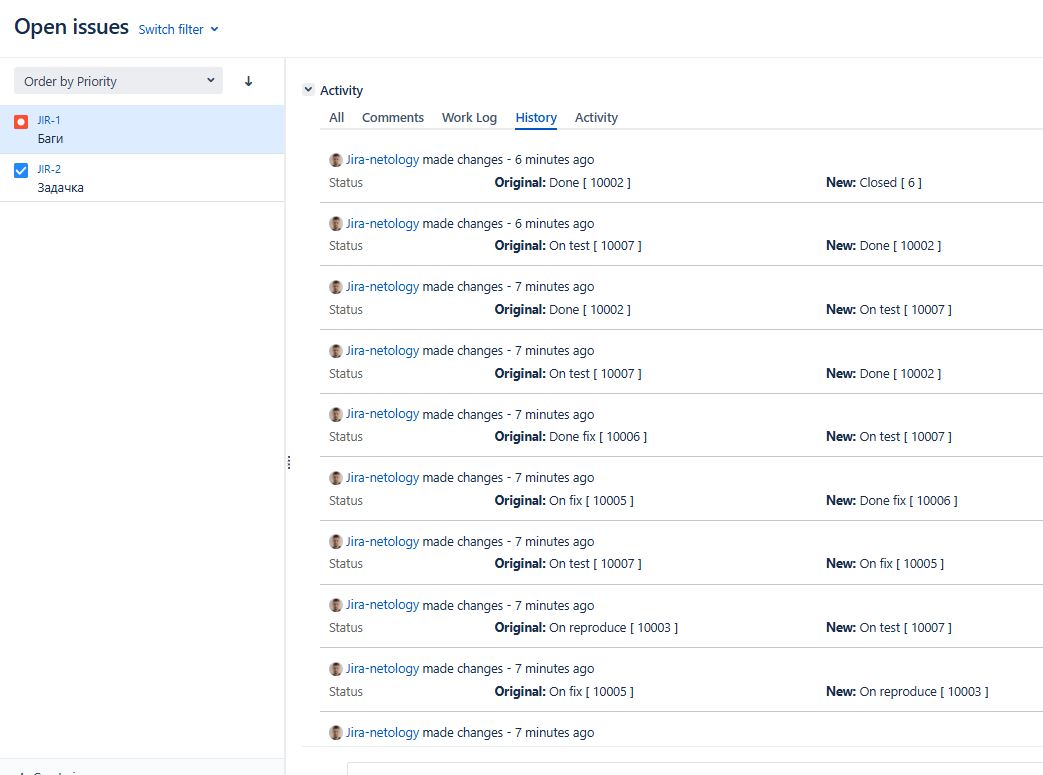 Open issues Switch filter
Order by Priority
JIR-1
Баги
JIR-2
Задачка
Activity
All Comments Work Log History Activity
Jira-netology made changes - 6 minutes ago
Status Original: Done [ 10002 ] New: Closed [ 6 ]
Jira-netology made changes - 6 minutes ago
Status Original: On test [ 10007 ] New: Done [ 10002 ]
Jira-netology made changes - 7 minutes ago
Status Original: Done [ 10002 ] New: On test [ 10007 ]
Jira-netology made changes - 7 minutes ago
Status Original: On test [ 10007 ] New: Done [ 10002 ]
Jira-netology made changes - 7 minutes ago
Status Original: Done fix [ 10006 ] New: On test [ 10007 ]
Jira-netology made changes - 7 minutes ago
Status Original: On fix [ 10005 ] New: Done fix [ 10006 ]
Jira-netology made changes - 7 minutes ago
Status Original: On test [ 10007 ] New: On fix [ 10005 ]
Jira-netology made changes - 7 minutes ago
Status Original: On reproduce [ 10003 ] New: On test [ 10007 ]
Jira-netology made changes - 7 minutes ago
Status Original: On fix [ 10005 ] New: On reproduce [ 10003 ]
Jira-netology made changes - 7 minutes ago